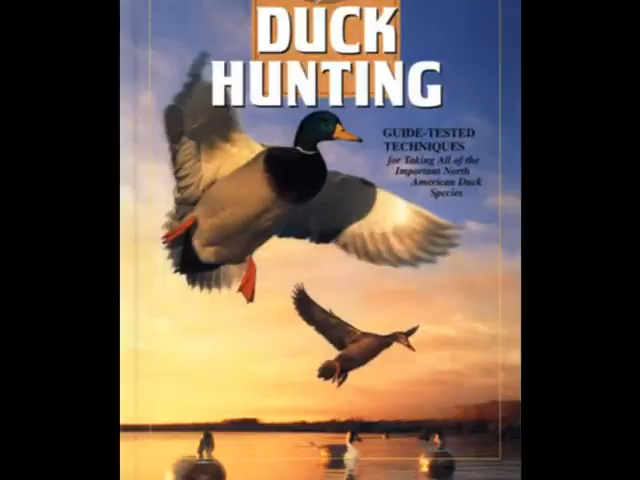 DUCK
HUNTING
GUIDE-TESTED
TECHNIQUES
for Taking All of the
Important North
American Duck
Species